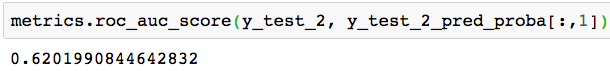 metrics.roc_auc_score(y_test_2, y_test_2_pred_proba[:,1])
0.6201990844642832